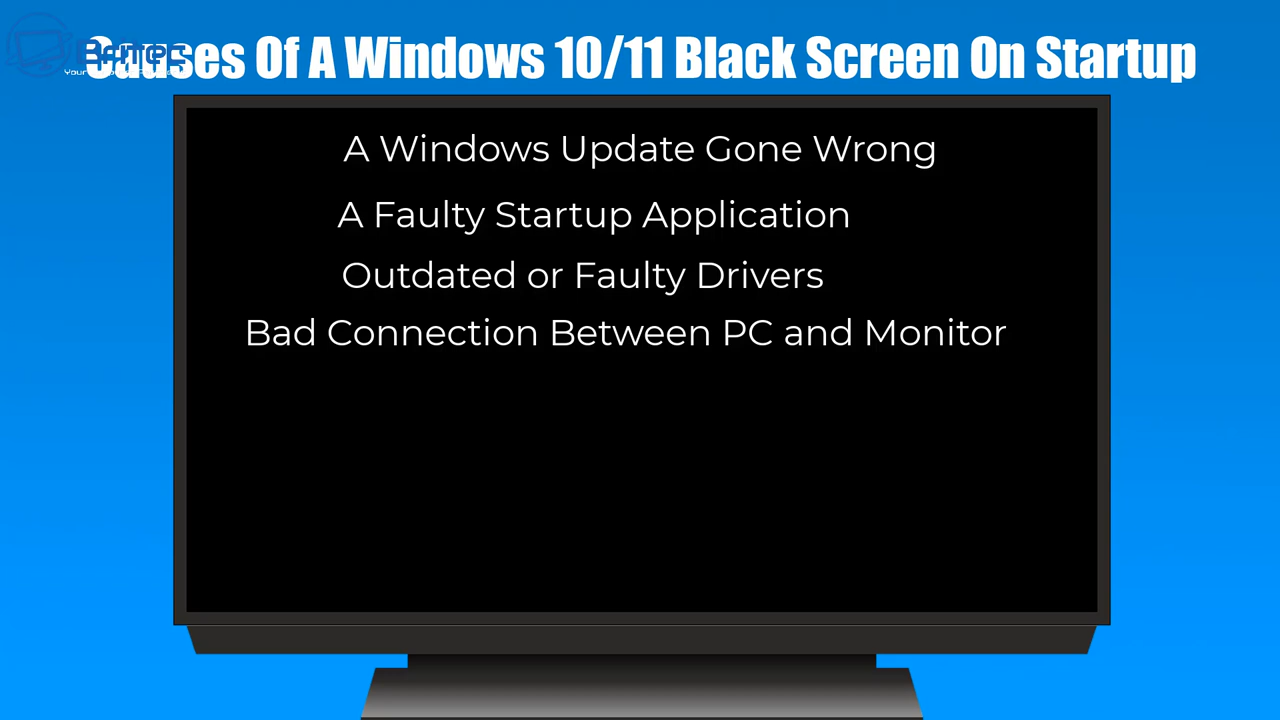 Causes Of A Windows 10/11 Black Screen On Startup
A Windows Update Gone Wrong
A Faulty Startup Application
Outdated or Faulty Drivers
Bad Connection Between PC and Monitor